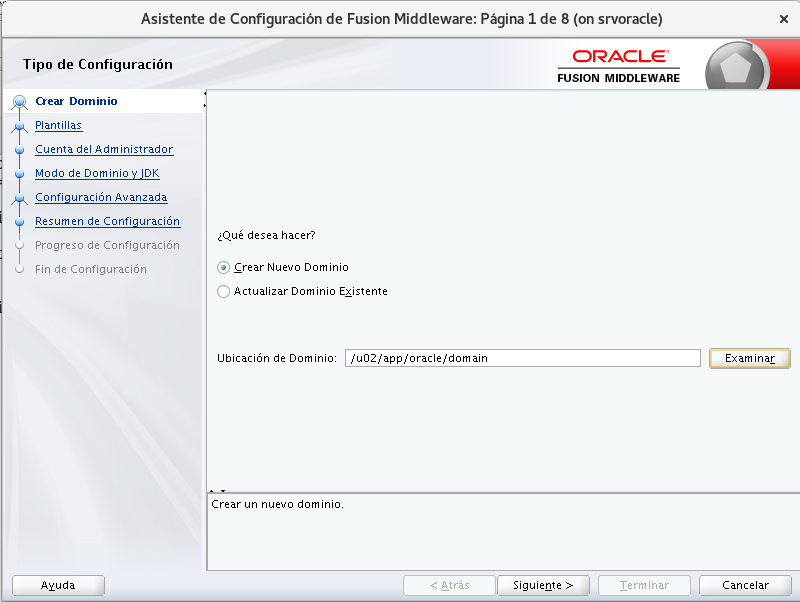 Asistente de Configuración de Fusion Middleware: Página 1 de 8 (on srvoracle)
Tipo de Configuración
ORACLE
FUSION MIDDLEWARE
Crear Dominio
Plantillas
Cuenta del Administrador
Modo de Dominio y JDK
Configuración Avanzada
Resumen de Configuración
Progreso de Configuración
Fin de Configuración
¿Qué desea hacer?
Crear Nuevo Dominio
Actualizar Dominio Existente
Ubicación de Dominio: /u02/app/oracle/domain Examinar
Crear un nuevo dominio.
Ayuda < Atrás Siguiente > Terminar Cancelar